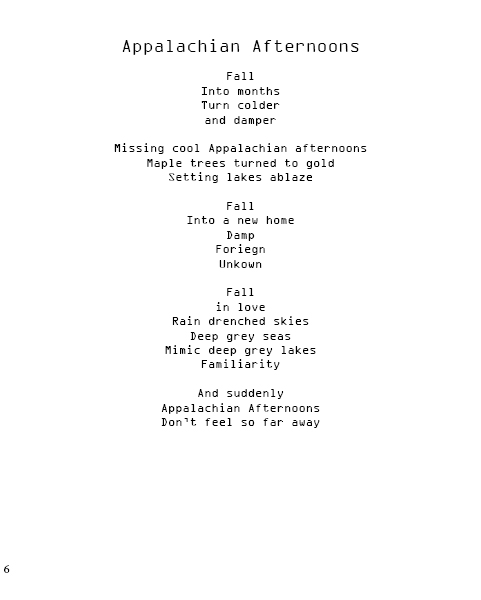 Appalachian Afternoons
Fall
Into months
Turn colder
and damper
Missing cool Appalachian afternoons
Maple trees turned to gold
Setting lakes ablaze
Fall
Into a new home
Damp
Foriegn
Unkown
Fall
in love
Rain drenched skies
Deep grey seas
Mimic deep grey lakes
Familiarity
And suddenly
Appalachian Afternoons
Don't feel so far away
6